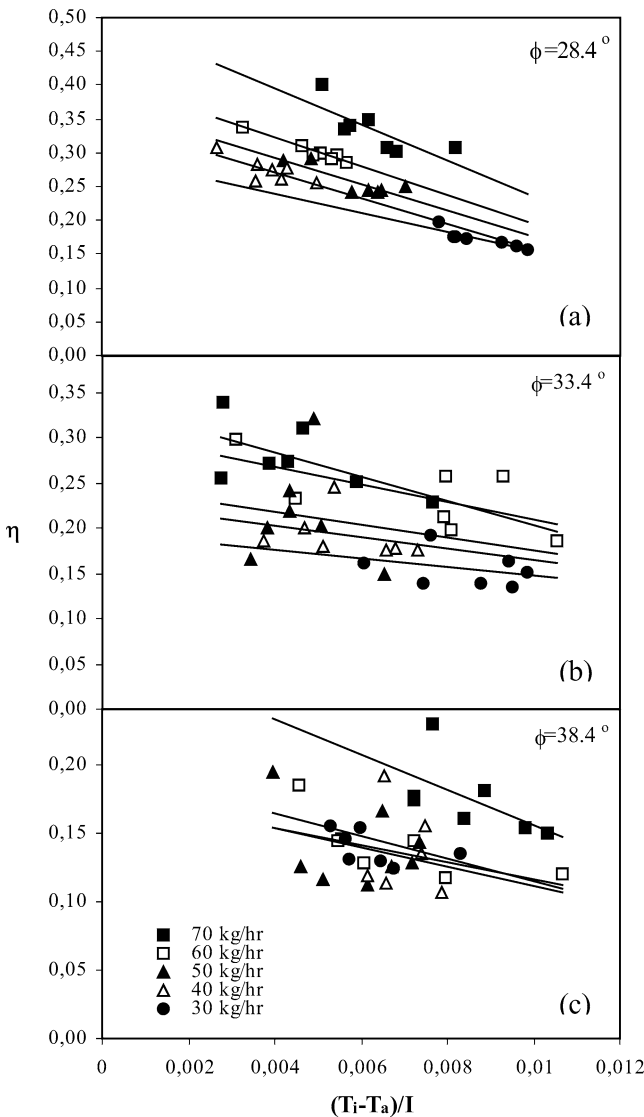 0,50
ϕ=28.4 °
0,45
0,40
0,35
0,30
0,25
0,20
0,15
0,10
0,05
(a)
0,00
ϕ=33.4 °
0,35
0,30
0,25
0,20
η
0,15
0,10
0,05
(b)
0,00
ϕ=38.4 °
0,20
0,15
0,10
70 kg/hr
60 kg/hr
50 kg/hr
40 kg/hr
30 kg/hr
0,05
(c)
0,00
0 0,002 0,004 0,006 0,008 0,01 0,012
(Ti-Ta)/I